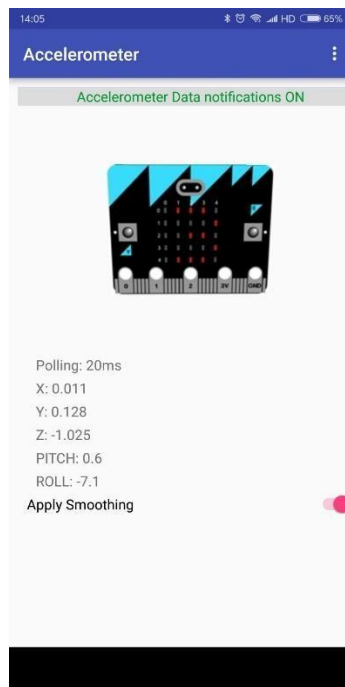 14:05 HD 65%
Accelerometer
Accelerometer Data notifications ON
0 1 2 3V GND
Polling: 20ms
X: 0.011
Y: 0.128
Z: -1.025
PITCH: 0.6
ROLL: -7.1
Apply Smoothing